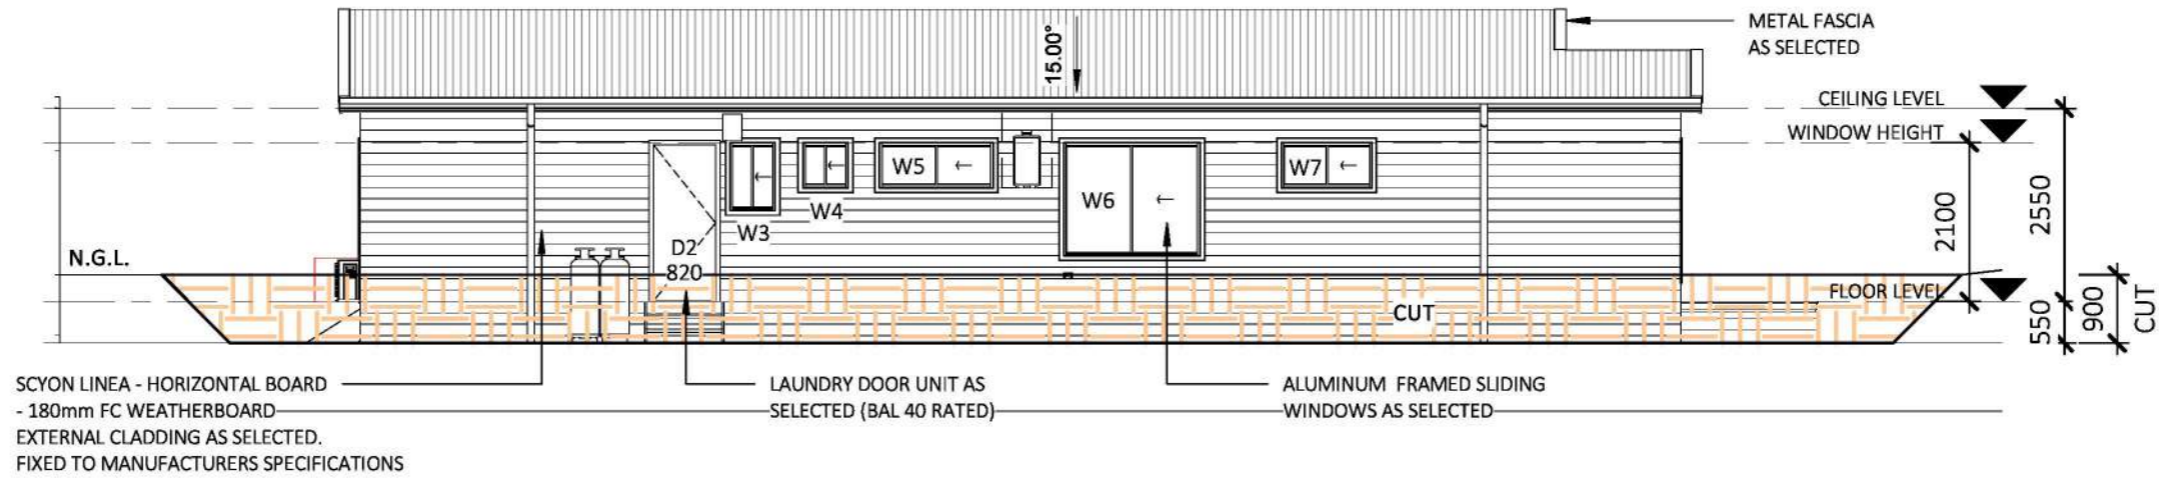 METAL FASCIA
AS SELECTED
15.00°
CEILING LEVEL
WINDOW HEIGHT
W5
W7
W6
W4
W3
D2
820
N.G.L.
2100
2550
FLOOR LEVEL
CUT
550
900
CUT
SCYON LINEA - HORIZONTAL BOARD
- 180mm FC WEATHERBOARD
EXTERNAL CLADDING AS SELECTED.
FIXED TO MANUFACTURERS SPECIFICATIONS
LAUNDRY DOOR UNIT AS
SELECTED (BAL 40 RATED)
ALUMINUM FRAMED SLIDING
WINDOWS AS SELECTED